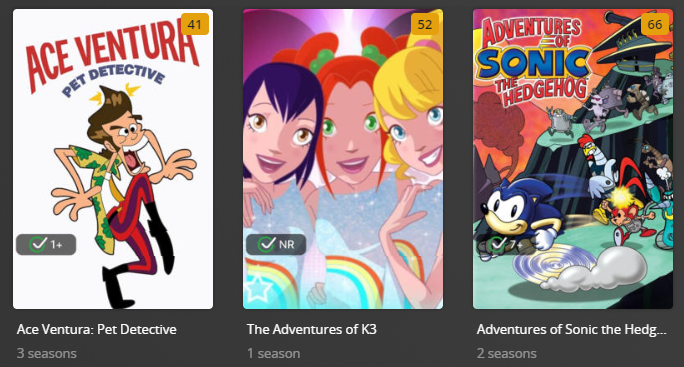 41
ACE VENTURA
PET DETECTIVE
1+
Ace Ventura: Pet Detective
3 seasons
52
NR
The Adventures of K3
1 season
66
ADVENTURES
OF
SONIC
THE
HEDGEHOG
7+
Adventures of Sonic the Hedg...
2 seasons